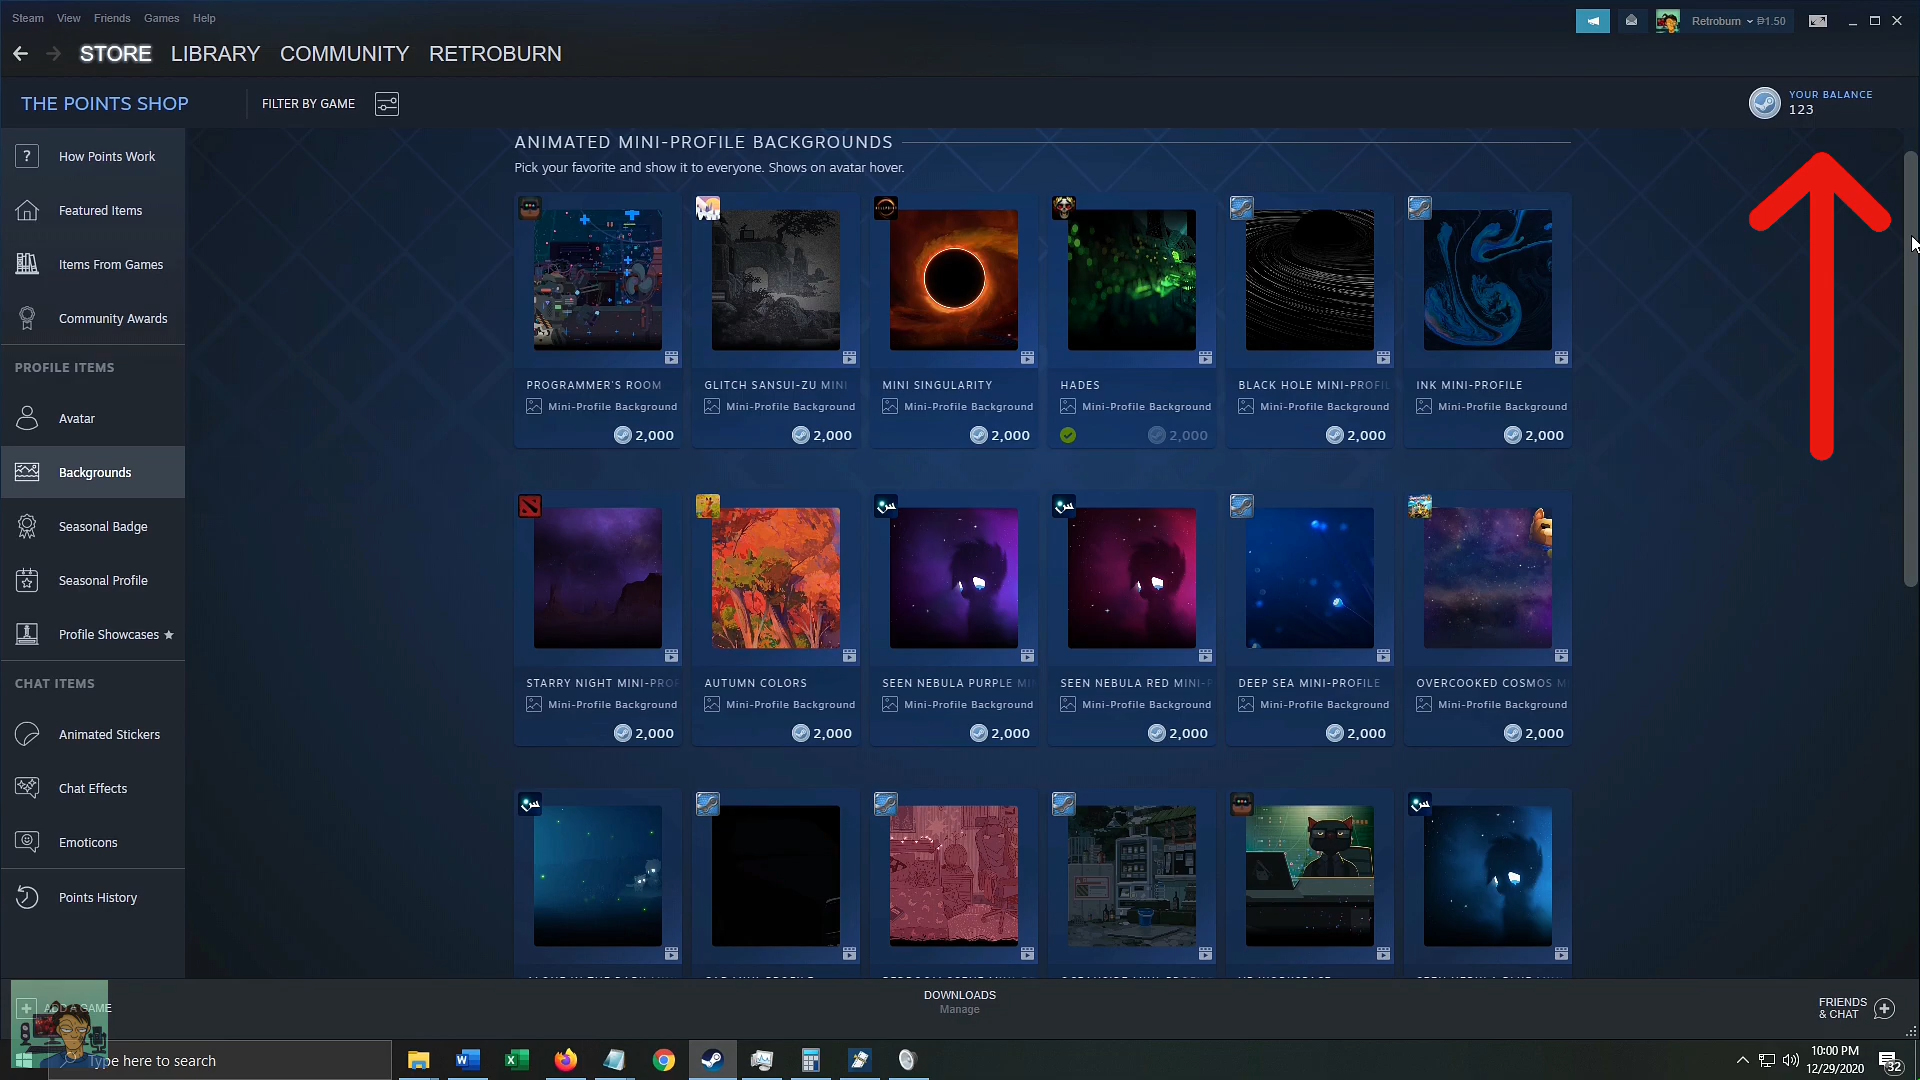 Steam View Friends Games Help
Retroburn ₱1.50
STORE LIBRARY COMMUNITY RETROBURN
THE POINTS SHOP FILTER BY GAME
YOUR BALANCE
123
How Points Work
Featured Items
Items From Games
Community Awards
PROFILE ITEMS
Avatar
Backgrounds
Seasonal Badge
Seasonal Profile
Profile Showcases
CHAT ITEMS
Animated Stickers
Chat Effects
Emoticons
Points History
ANIMATED MINI-PROFILE BACKGROUNDS
Pick your favorite and show it to everyone. Shows on avatar hover.
PROGRAMMER'S ROOM GLITCH SANSUI-ZU MINI MINI SINGULARITY HADES BLACK HOLE MINI-PROFIL INK MINI-PROFILE
Mini-Profile Background Mini-Profile Background Mini-Profile Background Mini-Profile Background Mini-Profile Background Mini-Profile Background
2,000 2,000 2,000 2,000 2,000 2,000
STARRY NIGHT MINI-PROF AUTUMN COLORS SEEN NEBULA PURPLE MI SEEN NEBULA RED MINI-P DEEP SEA MINI-PROFILE OVERCOOKED COSMOS M
Mini-Profile Background Mini-Profile Background Mini-Profile Background Mini-Profile Background Mini-Profile Background Mini-Profile Background
2,000 2,000 2,000 2,000 2,000 2,000
ADD A GAME
DOWNLOADS
Manage
FRIENDS
& CHAT
Type here to search
10:00 PM
12/29/2020
32